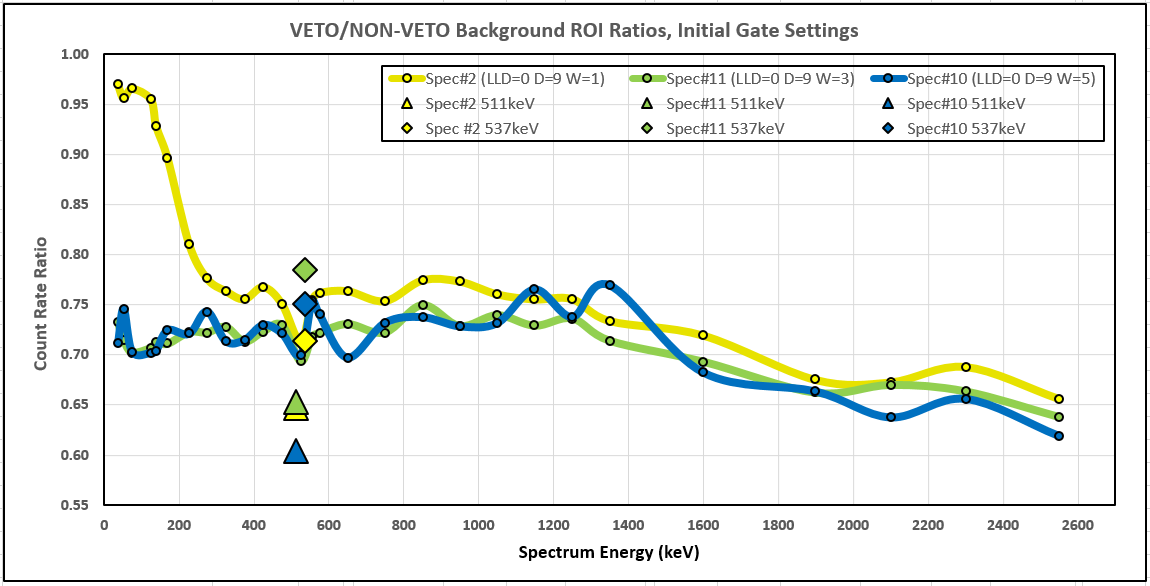 VETO/NON-VETO Background ROI Ratios, Initial Gate Settings
Spec#2 (LLD=0 D=9 W=1) Spec#11 (LLD=0 D=9 W=3) Spec#10 (LLD=0 D=9 W=5)
Spec#2 511keV Spec#11 511keV Spec#10 511keV
Spec #2 537keV Spec#11 537keV Spec#10 537keV
Count Rate Ratio
1.00
0.95
0.90
0.85
0.80
0.75
0.70
0.65
0.60
0.55
0 200 400 600 800 1000 1200 1400 1600 1800 2000 2200 2400 2600
Spectrum Energy (keV)